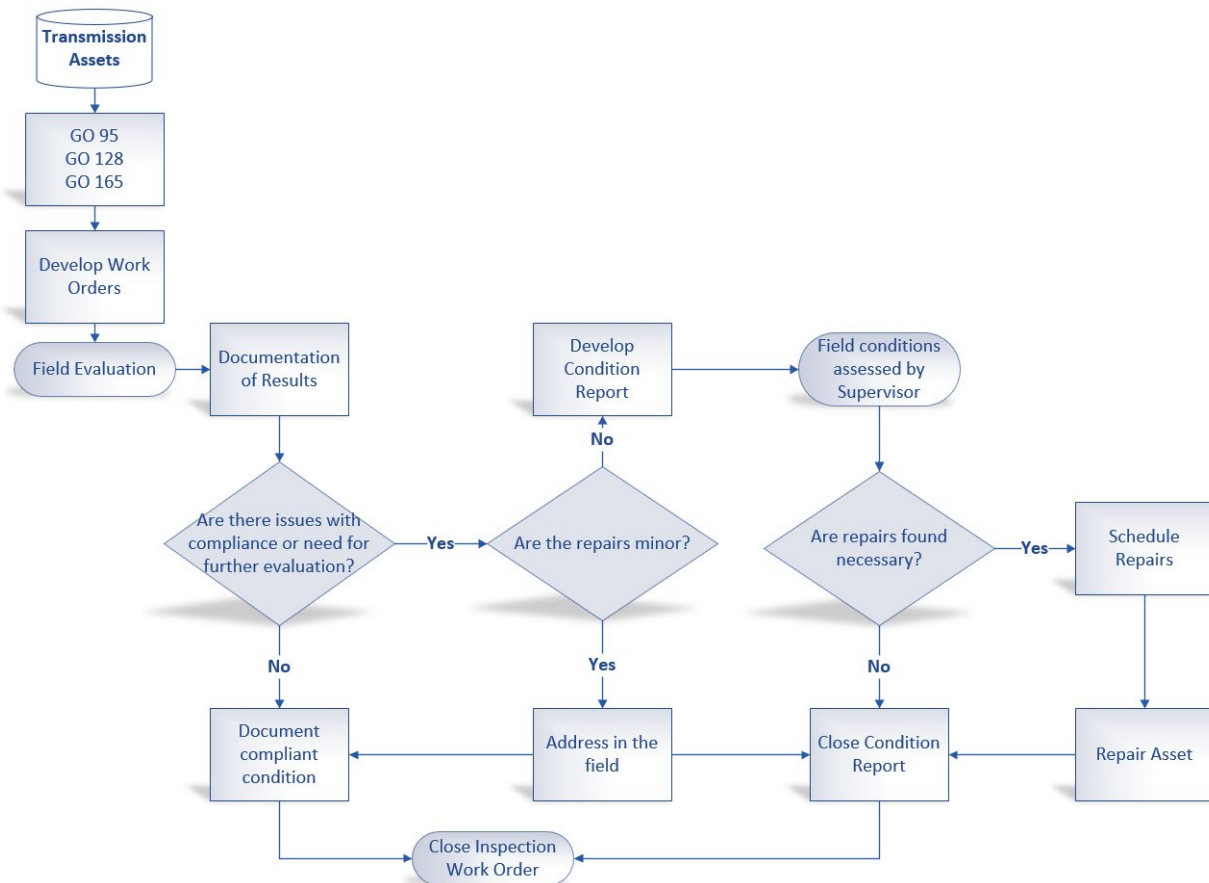 Transmission
Assets
GO 95
GO 128
GO 165
Develop Work
Orders
Field Evaluation
Documentation
of Results
Develop
Condition
Report
Field conditions
assessed by
Supervisor
No
Are there issues with
compliance or need for
further evaluation?
Yes
Are the repairs minor?
Are repairs found
necessary?
Yes
Schedule
Repairs
No
Yes
No
Document
compliant
condition
Address in the
field
Close Condition
Report
Repair Asset
Close Inspection
Work Order